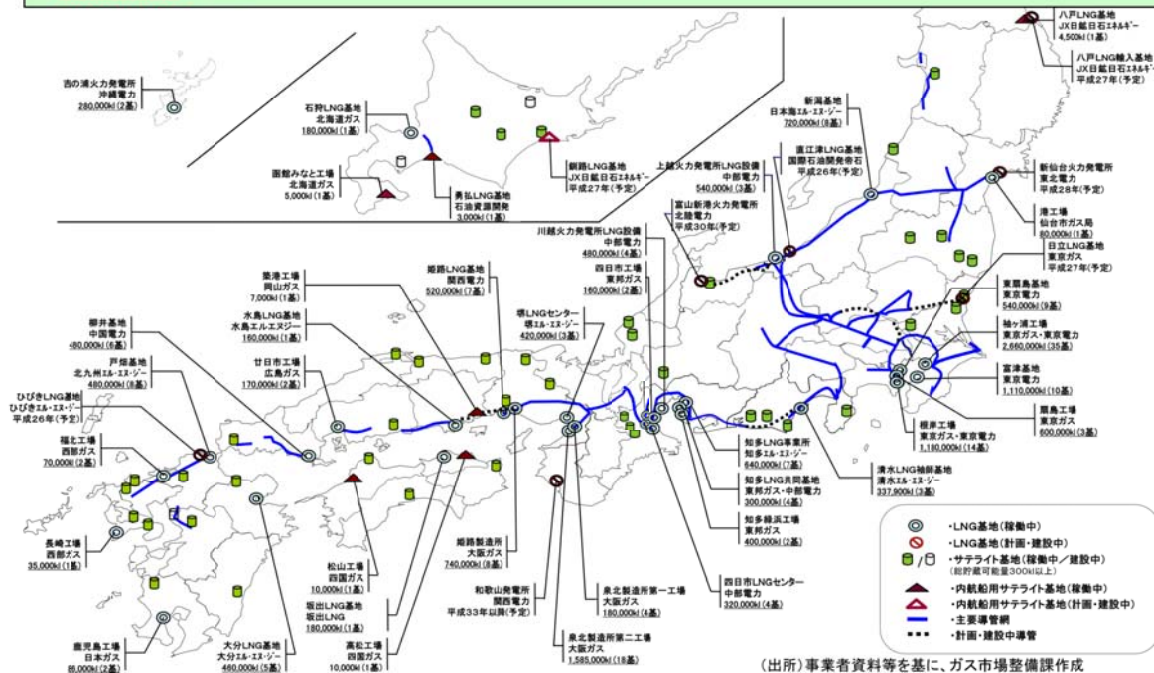 八戸LNG基地
JX日鉱日石エネルギー
4,500kl(1基)
八戸LNG輸入基地
JX日鉱日石エネルギー
平成27年(予定)
吉の浦火力発電所
沖縄電力
280,000kl(2基)
石狩LNG基地
北海道ガス
180,000kl(1基)
函館みなと工場
北海道ガス
5,000kl(1基)
勇払LNG基地
石油資源開発
3,000kl(1基)
釧路LNG基地
JX日鉱日石エネルギー
平成27年(予定)
新潟基地
日本海エル・エヌ・ジー
720,000kl(8基)
直江津LNG基地
国際石油開発帝石
平成26年(予定)
上越火力発電所LNG設備
中部電力
540,000kl(3基)
富山新港火力発電所
北陸電力
平成30年(予定)
新仙台火力発電所
東北電力
平成28年(予定)
港工場
仙台市ガス局
80,000kl(1基)
日立LNG基地
東京ガス
平成27年(予定)
東扇島基地
東京電力
540,000kl(9基)
袖ヶ浦工場
東京ガス・東京電力
2,660,000kl(35基)
富津基地
東京電力
1,110,000kl(10基)
扇島工場
東京ガス
600,000kl(3基)
根岸工場
東京ガス・東京電力
1,180,000kl(14基)
清水LNG袖師基地
清水エル・エヌ・ジー
337,900kl(3基)
川越火力発電所LNG設備
中部電力
480,000kl(4基)
四日市工場
東邦ガス
160,000kl(2基)
姫路LNG基地
関西電力
520,000kl(7基)
堺LNGセンター
堺エル・エヌ・ジー
420,000kl(3基)
築港工場
岡山ガス
7,000kl(1基)
水島LNG基地
水島エルエヌジー
160,000kl(1基)
廿日市工場
広島ガス
170,000kl(2基)
柳井基地
中国電力
480,000kl(6基)
戸畑基地
北九州エル・エヌ・ジー
480,000kl(8基)
ひびきLNG基地
ひびきエル・エヌ・ジー
平成26年(予定)
福北工場
西部ガス
70,000kl(2基)
長崎工場
西部ガス
35,000kl(1基)
鹿児島工場
日本ガス
(2基)
大分LNG基地
大分エル・エヌ・ジー
460,000kl(5基)
松山工場
四国ガス
10,000kl(1基)
坂出LNG基地
坂出LNG
180,000kl(1基)
高松工場
四国ガス
10,000kl(1基)
姫路製造所
大阪ガス
740,000kl(8基)
和歌山発電所
関西電力
平成33年以降(予定)
泉北製造所第一工場
大阪ガス
180,000kl(4基)
泉北製造所第二工場
大阪ガス
1,585,000kl(18基)
四日市LNGセンター
中部電力
320,000kl(4基)
知多LNG事業所
知多エル・エヌ・ジー
640,000kl(7基)
知多LNG共同基地
東邦ガス・中部電力
300,000kl(4基)
知多緑浜工場
東邦ガス
400,000kl(2基)
・LNG基地(稼働中)
・LNG基地(計画・建設中)
・サテライト基地(稼働中/建設中)
(総貯蔵可能量300kl以上)
・内航船用サテライト基地(稼働中)
・内航船用サテライト基地(計画・建設中)
・主要導管網
・計画・建設中導管
(出所)事業者資料等を基に、ガス市場整備課作成